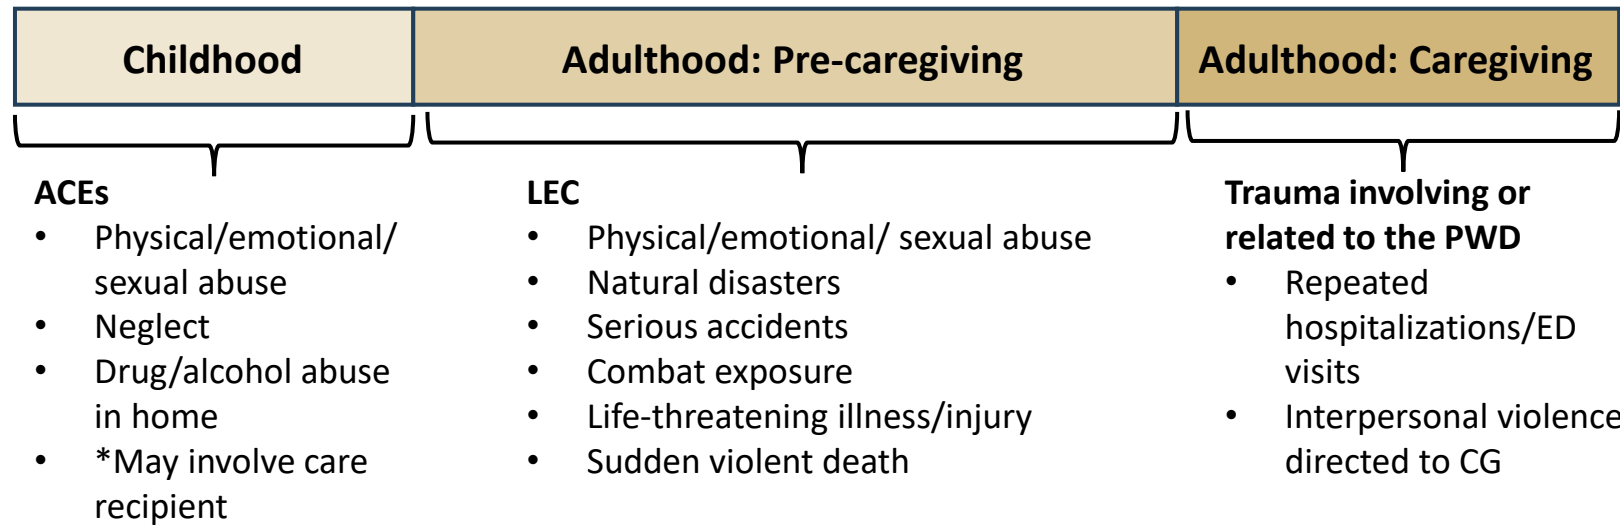 Childhood
Adulthood: Pre-caregiving
Adulthood: Caregiving
ACEs
• Physical/emotional/
sexual abuse
• Neglect
• Drug/alcohol abuse
in home
• *May involve care
recipient
LEC
• Physical/emotional/ sexual abuse
• Natural disasters
• Serious accidents
• Combat exposure
• Life-threatening illness/injury
• Sudden violent death
Trauma involving or
related to the PWD
• Repeated
hospitalizations/ED
visits
• Interpersonal violence
directed to CG